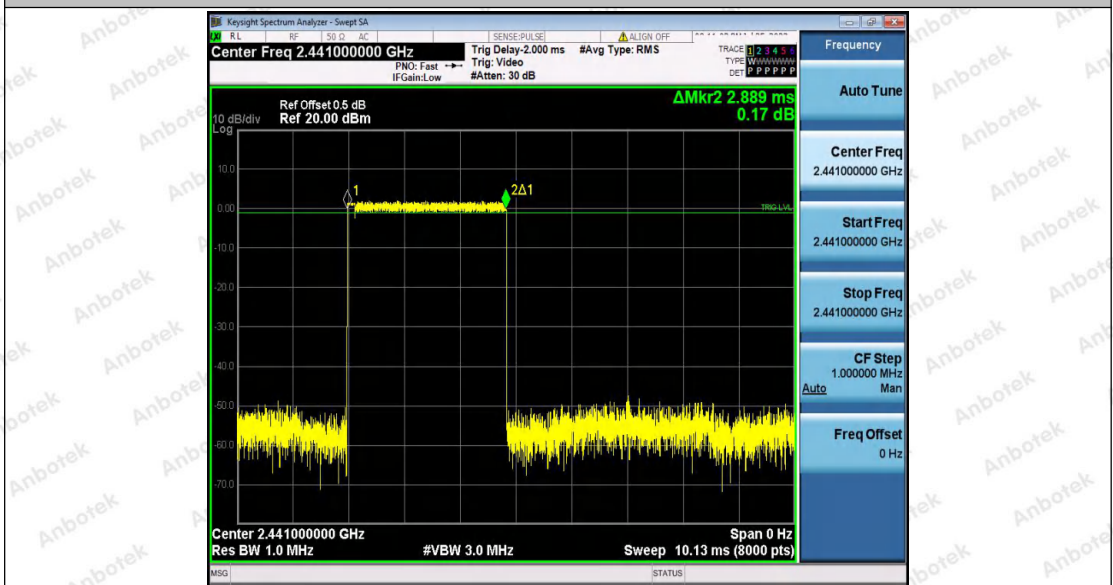 Keysight Spectrum Analyzer - Swept SA
RL RF 50 Ω AC SENSE:PULSE ALIGN OFF
Center Freq 2.441000000 GHz
PNO: Fast
IFGain:Low
Trig Delay-2.000 ms
Trig: Video
#Atten: 30 dB
#Avg Type: RMS
TRACE 1 2 3 4 5 6
TYPE W
DET P P P P P P
ΔMkr2 2.889 ms
0.17 dB
Ref Offset 0.5 dB
10 dB/div Ref 20.00 dBm
Log
10.0
0.00
-10.0
-20.0
-30.0
-40.0
-50.0
-60.0
-70.0
1
2Δ1
TRIG LVL
Center 2.441000000 GHz Span 0 Hz
Res BW 1.0 MHz #VBW 3.0 MHz Sweep 10.13 ms (8000 pts)
MSG STATUS
Frequency
Auto Tune
Center Freq
2.441000000 GHz
Start Freq
2.441000000 GHz
Stop Freq
2.441000000 GHz
CF Step
1.000000 MHz
Auto Man
Freq Offset
0 Hz
Anbotek